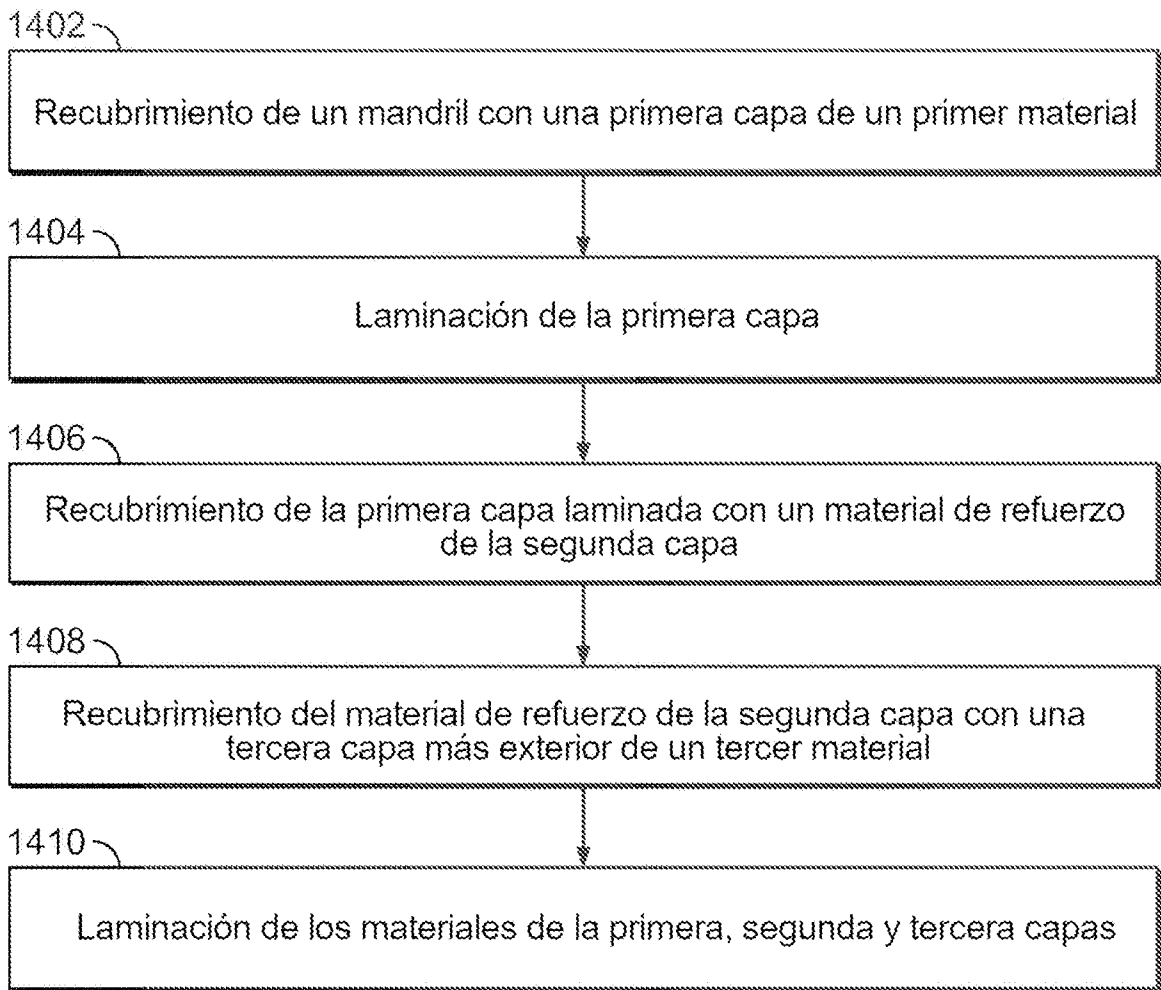 1402
Recubrimiento de un mandril con una primera capa de un primer material
1404
Laminación de la primera capa
1406
Recubrimiento de la primera capa laminada con un material de refuerzo
de la segunda capa
1408
Recubrimiento del material de refuerzo de la segunda capa con una
tercera capa más exterior de un tercer material
1410
Laminación de los materiales de la primera, segunda y tercera capas